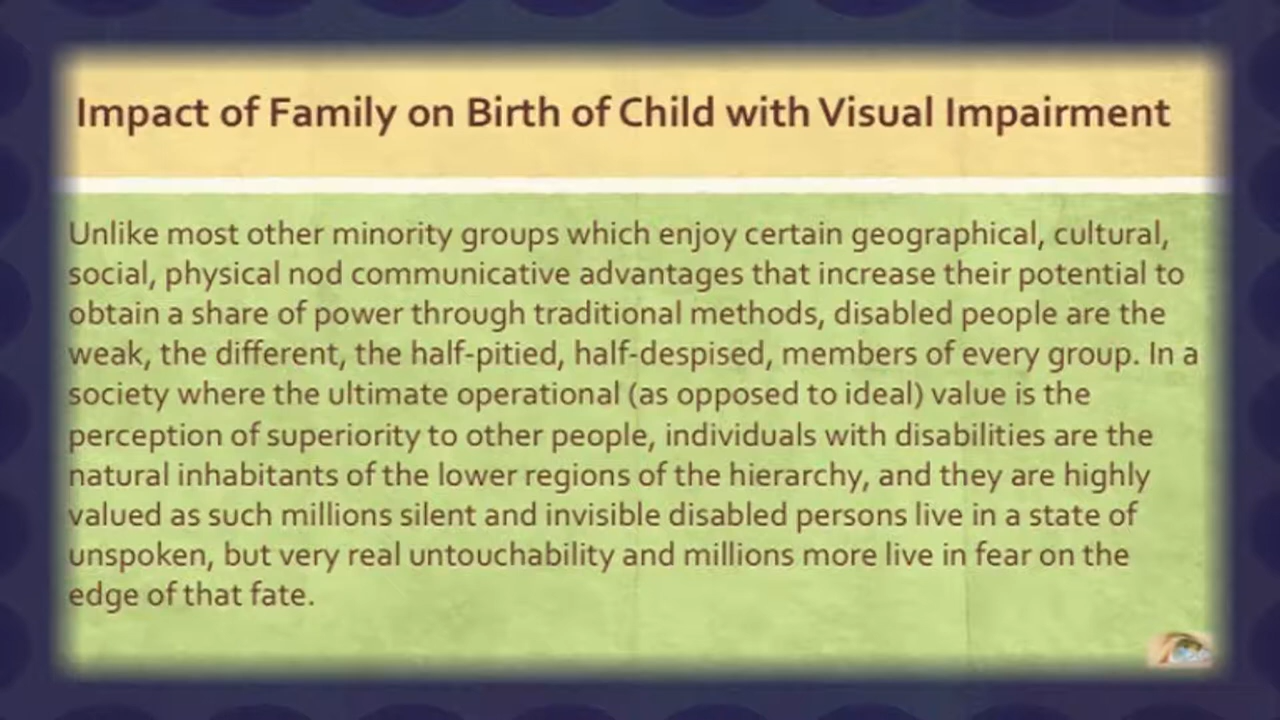 Impact of Family on Birth of Child with Visual Impairment
Unlike most other minority groups which enjoy certain geographical, cultural,
social, physical nod communicative advantages that increase their potential to
obtain a share of power through traditional methods, disabled people are the
weak, the different, the half-pitied, half-despised, members of every group. In a
society where the ultimate operational (as opposed to ideal) value is the
perception of superiority to other people, individuals with disabilities are the
natural inhabitants of the lower regions of the hierarchy, and they are highly
valued as such millions silent and invisible disabled persons live in a state of
unspoken, but very real untouchability and millions more live in fear on the
edge of that fate.